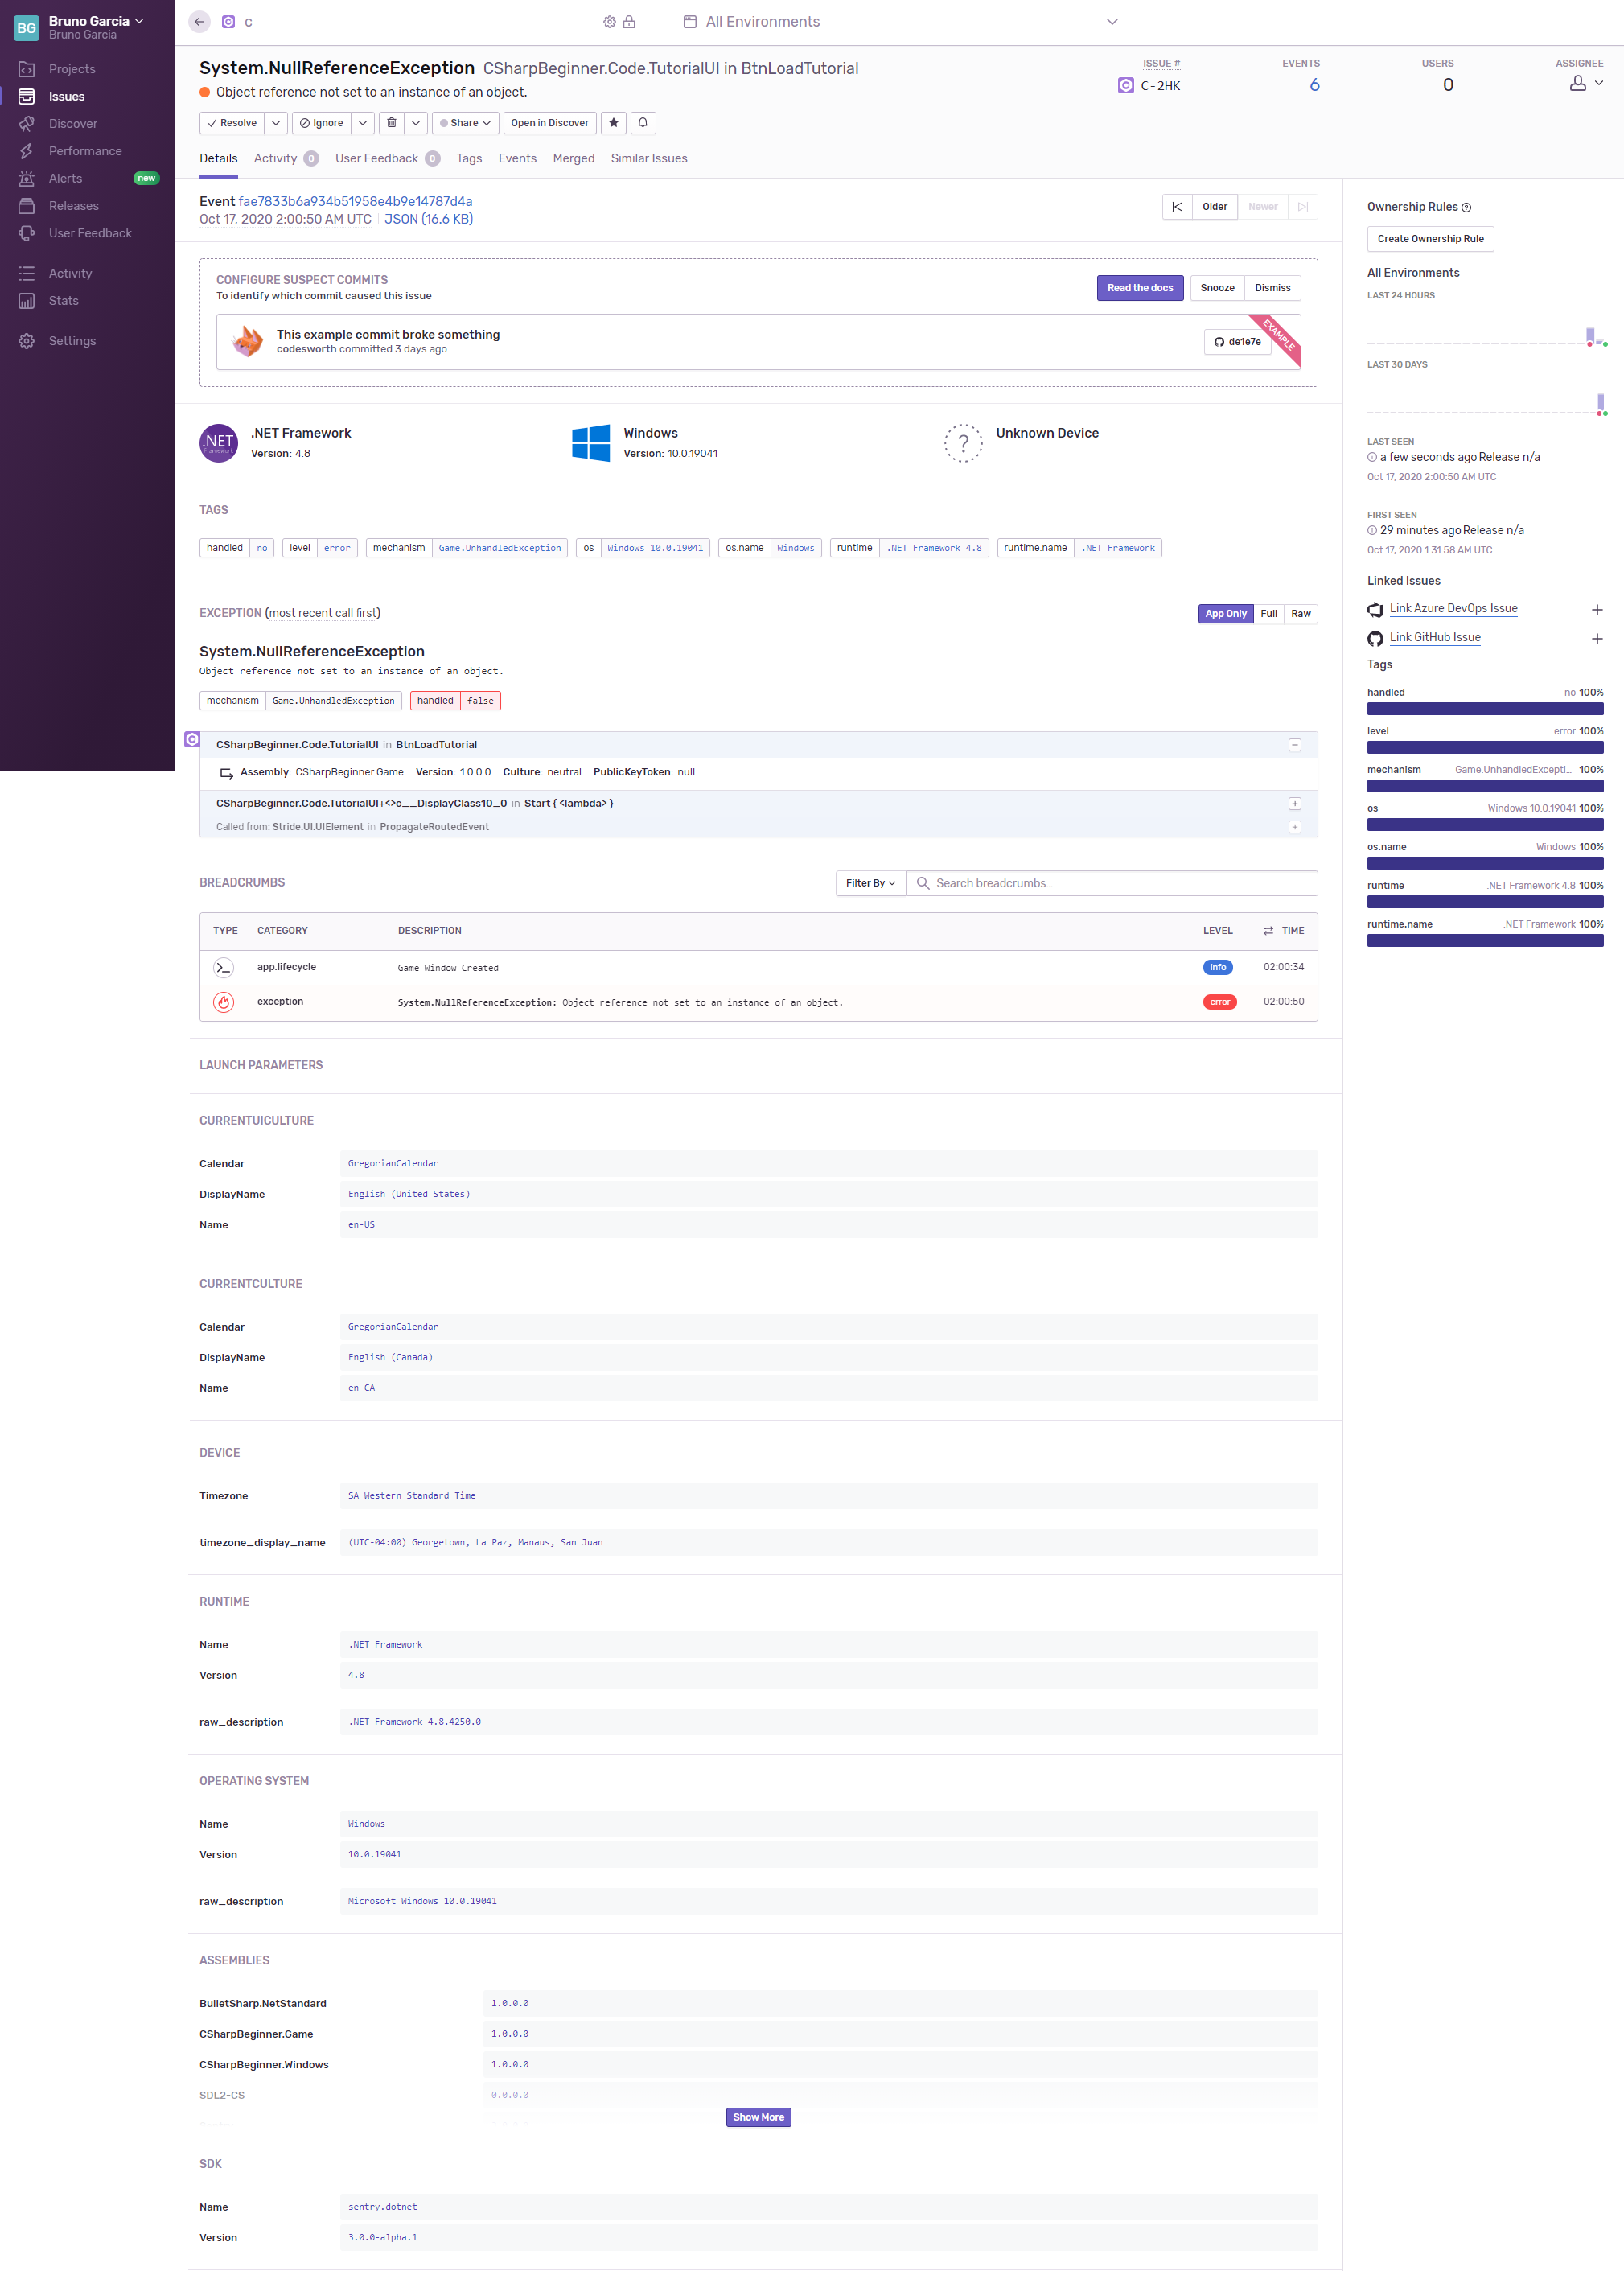 BG Bruno Garcia
Bruno Garcia
Projects
Issues
Discover
Performance
Alerts new
Releases
User Feedback
Activity
Stats
Settings
C All Environments
System.NullReferenceException CSharpBeginner.Code.TutorialUI in BtnLoadTutorial
Object reference not set to an instance of an object.
ISSUE # EVENTS USERS ASSIGNEE
C-2HK 6 0
Resolve Ignore Share Open in Discover
Details Activity 0 User Feedback 0 Tags Events Merged Similar Issues
Event fae7833b6a934b51958e4b9e14787d4a
Oct 17, 2020 2:00:50 AM UTC JSON (16.6 KB)
Older Newer
CONFIGURE SUSPECT COMMITS
To identify which commit caused this issue
Read the docs Snooze Dismiss
This example commit broke something
codesworth committed 3 days ago
de1e7e EXAMPLE
.NET Framework
.NET Framework
Version: 4.8
Windows
Version: 10.0.19041
? Unknown Device
TAGS
handled no level error mechanism Game.UnhandledException os Windows 10.0.19041 os.name Windows runtime .NET Framework 4.8 runtime.name .NET Framework
EXCEPTION (most recent call first) App Only Full Raw
System.NullReferenceException
Object reference not set to an instance of an object.
mechanism Game.UnhandledException handled false
CSharpBeginner.Code.TutorialUI in BtnLoadTutorial
Assembly: CSharpBeginner.Game Version: 1.0.0.0 Culture: neutral PublicKeyToken: null
CSharpBeginner.Code.TutorialUI+<>c__DisplayClass10_0 in Start { <lambda> }
Called from: Stride.UI.UIElement in PropagateRoutedEvent
BREADCRUMBS Filter By Search breadcrumbs...
TYPE CATEGORY DESCRIPTION LEVEL TIME
app.lifecycle Game Window Created info 02:00:34
exception System.NullReferenceException: Object reference not set to an instance of an object. error 02:00:50
LAUNCH PARAMETERS
CURRENTUICULTURE
Calendar GregorianCalendar
DisplayName English (United States)
Name en-US
CURRENTCULTURE
Calendar GregorianCalendar
DisplayName English (Canada)
Name en-CA
DEVICE
Timezone SA Western Standard Time
timezone_display_name (UTC-04:00) Georgetown, La Paz, Manaus, San Juan
RUNTIME
Name .NET Framework
Version 4.8
raw_description .NET Framework 4.8.4250.0
OPERATING SYSTEM
Name Windows
Version 10.0.19041
raw_description Microsoft Windows 10.0.19041
ASSEMBLIES
BulletSharp.NetStandard 1.0.0.0
CSharpBeginner.Game 1.0.0.0
CSharpBeginner.Windows 1.0.0.0
SDL2-CS 0.0.0.0
Show More
SDK
Name sentry.dotnet
Version 3.0.0-alpha.1
Ownership Rules
Create Ownership Rule
All Environments
LAST 24 HOURS
LAST 30 DAYS
LAST SEEN
a few seconds ago Release n/a
Oct 17, 2020 2:00:50 AM UTC
FIRST SEEN
29 minutes ago Release n/a
Oct 17, 2020 1:31:58 AM UTC
Linked Issues
Link Azure DevOps Issue
Link GitHub Issue
Tags
handled no 100%
level error 100%
mechanism Game.UnhandledExcepti... 100%
os Windows 10.0.19041 100%
os.name Windows 100%
runtime .NET Framework 4.8 100%
runtime.name .NET Framework 100%